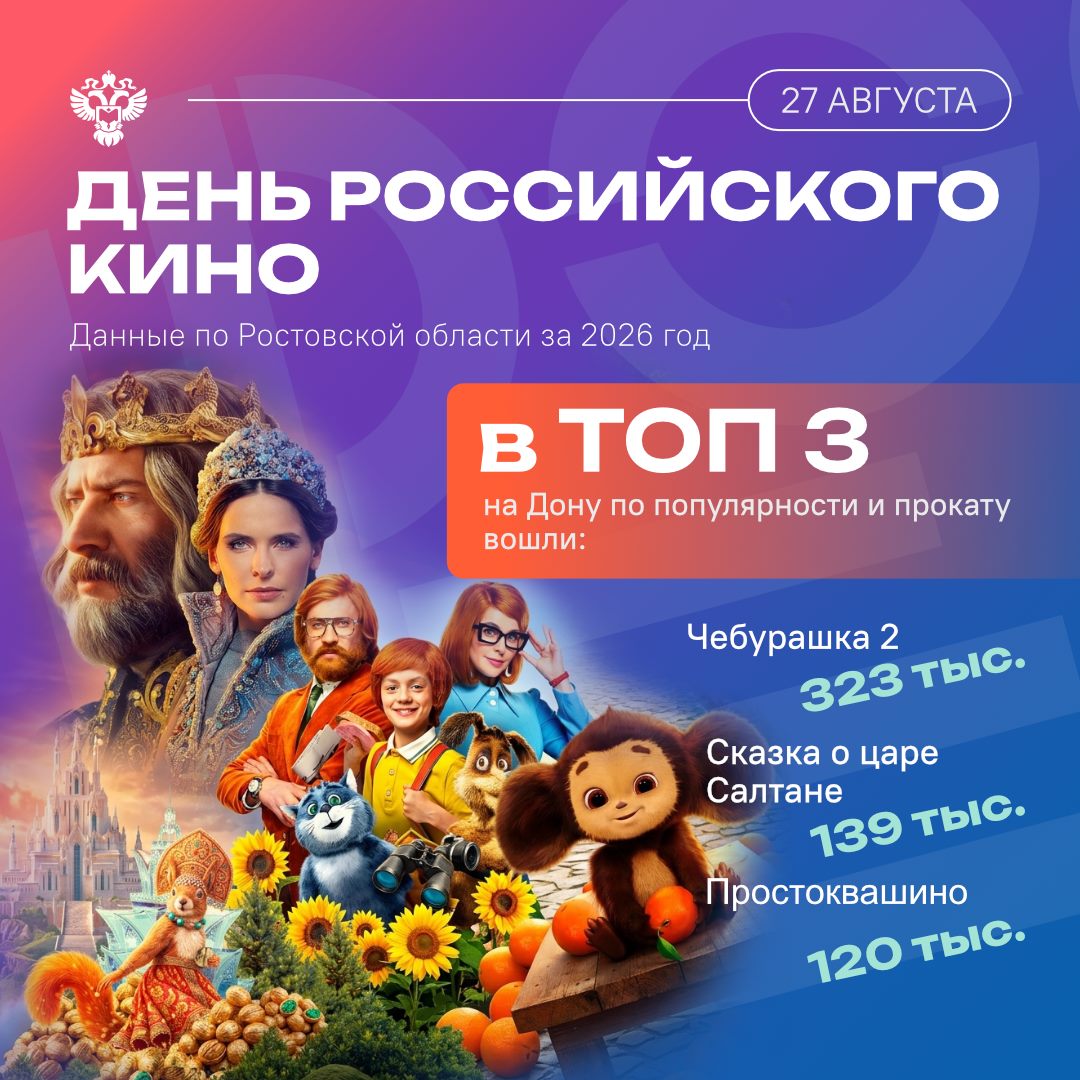 27 АВГУСТА
ДЕНЬ РОССИЙСКОГО
КИНО
Данные по Ростовской области за 2026 год
в ТОП 3
на Дону по популярности и прокату
вошли:
Чебурашка 2
323 тыс.
Сказка о царе
Салтане
139 тыс.
Простоквашино
120 тыс.